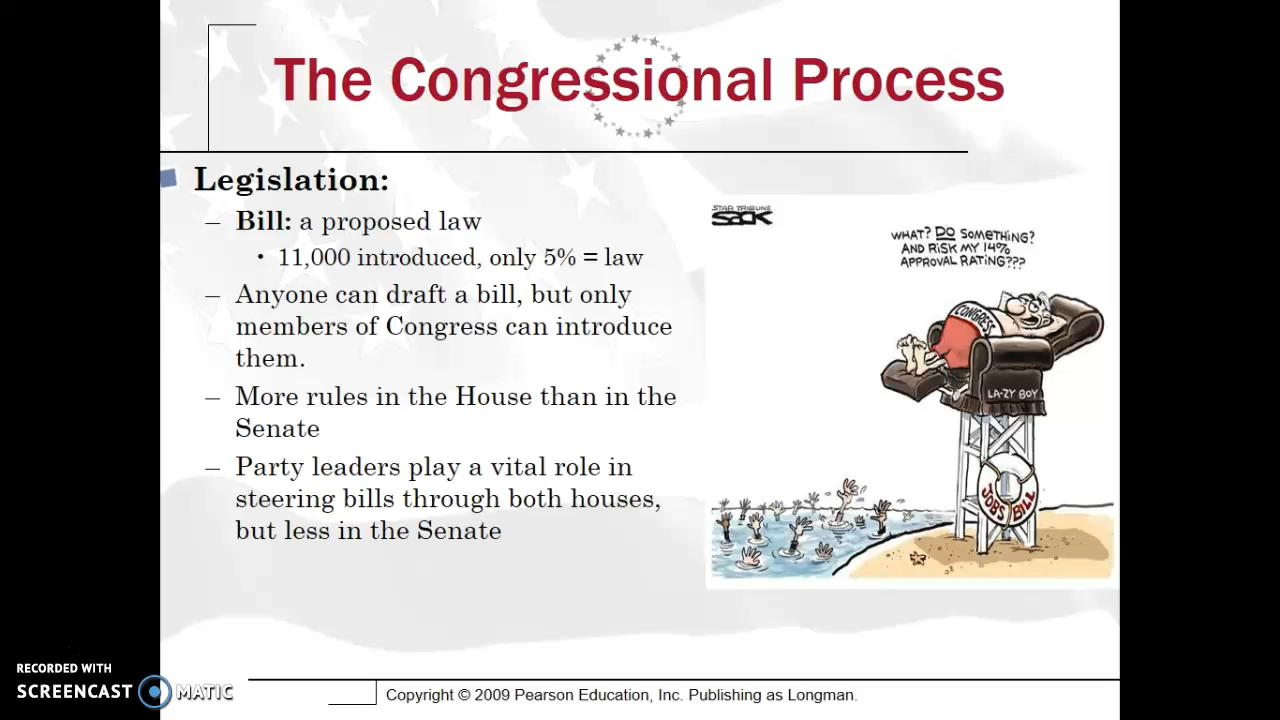 The Congressional Process
Legislation:
– Bill: a proposed law
• 11,000 introduced, only 5% = law
– Anyone can draft a bill, but only
members of Congress can introduce
them.
– More rules in the House than in the
Senate
– Party leaders play a vital role in
steering bills through both houses,
but less in the Senate
STAR TRIBUNE
SACK
WHAT? DO SOMETHING?
AND RISK MY 14%
APPROVAL RATING???
CONGRESS
LA-ZY BOY
JOBS BILL
RECORDED WITH
SCREENCAST MATIC
Copyright © 2009 Pearson Education, Inc. Publishing as Longman.